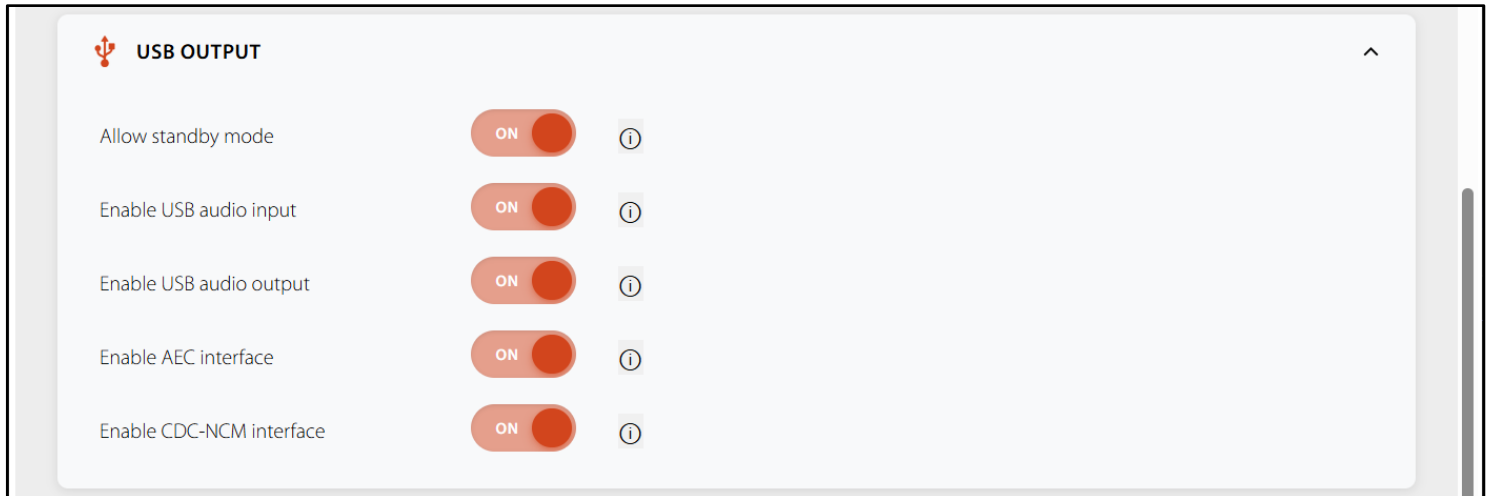 USB OUTPUT
Allow standby mode ON
Enable USB audio input ON
Enable USB audio output ON
Enable AEC interface ON
Enable CDC-NCM interface ON